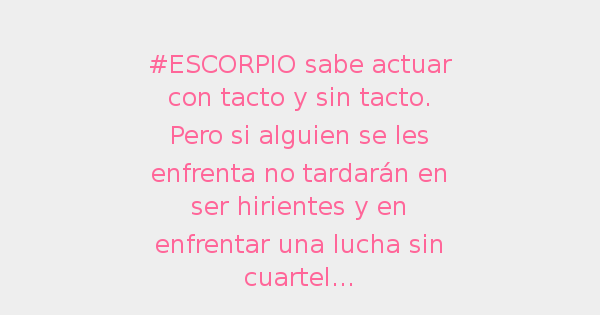 #ESCORPIO sabe actuar
con tacto y sin tacto.
Pero si alguien se les
enfrenta no tardarán en
ser hirientes y en
enfrentar una lucha sin
cuartel...